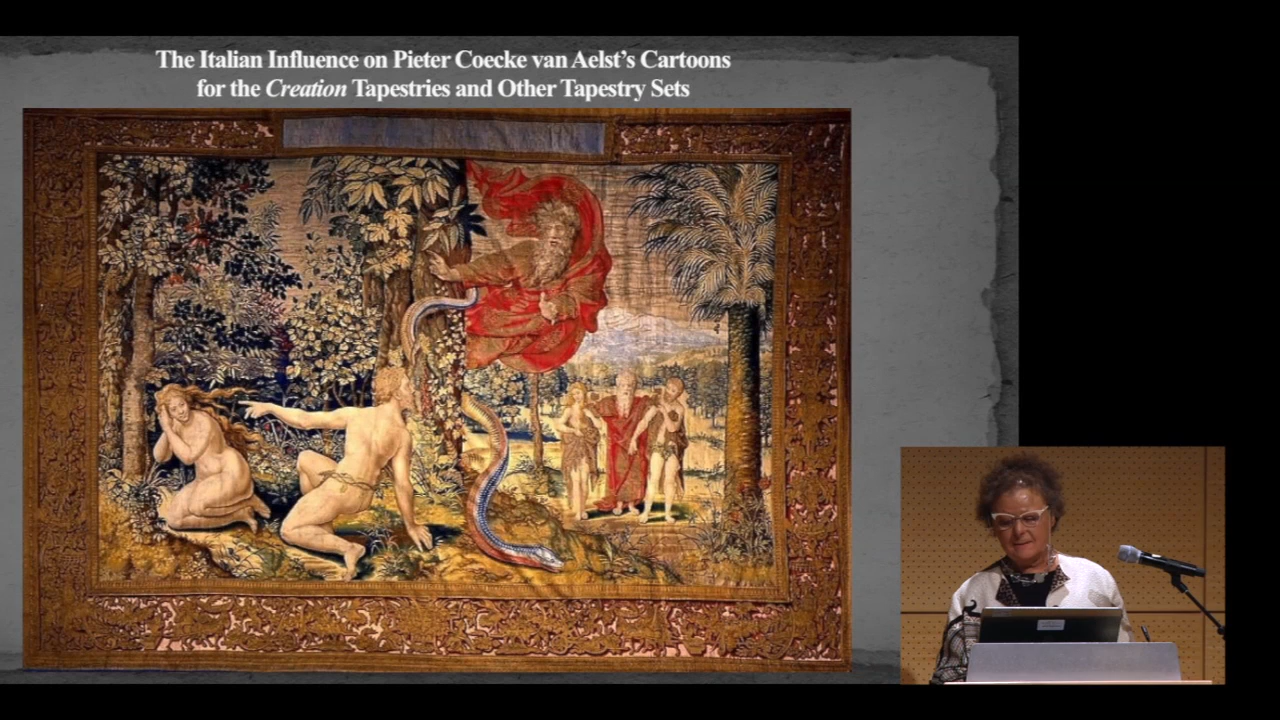 The Italian Influence on Pieter Coecke van Aelst’s Cartoons
for the Creation Tapestries and Other Tapestry Sets